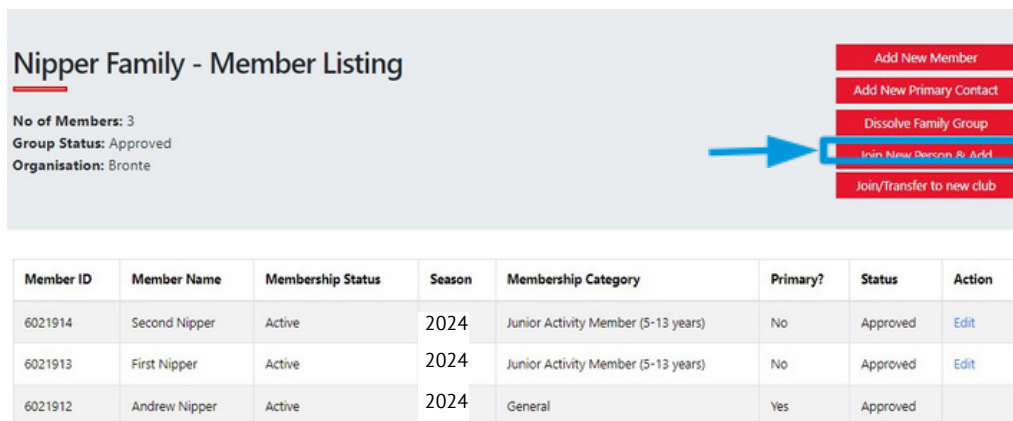 Nipper Family - Member Listing
No of Members: 3
Group Status: Approved
Organisation: Bronte
Add New Member
Add New Primary Contact
Dissolve Family Group
Join New Person & Add
Join/Transfer to new club
Member ID Member Name Membership Status Season Membership Category Primary? Status Action
6021914 Second Nipper Active 2024 Junior Activity Member (5-13 years) No Approved Edit
6021913 First Nipper Active 2024 Junior Activity Member (5-13 years) No Approved Edit
6021912 Andrew Nipper Active 2024 General Yes Approved